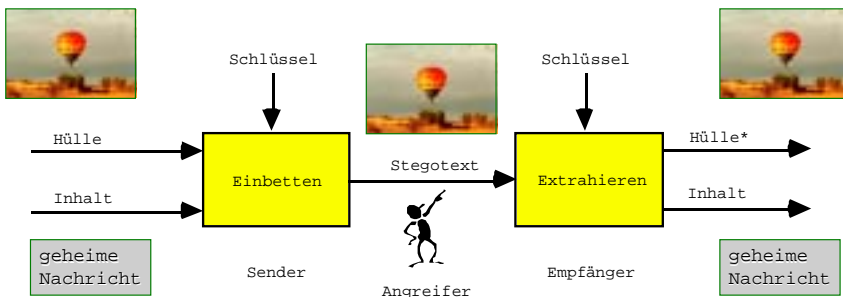 Schlüssel
Schlüssel
Hülle
Hülle*
Einbetten
Stegotext
Extrahieren
Inhalt
Inhalt
geheime
Nachricht
Sender
Angreifer
Empfänger
geheime
Nachricht